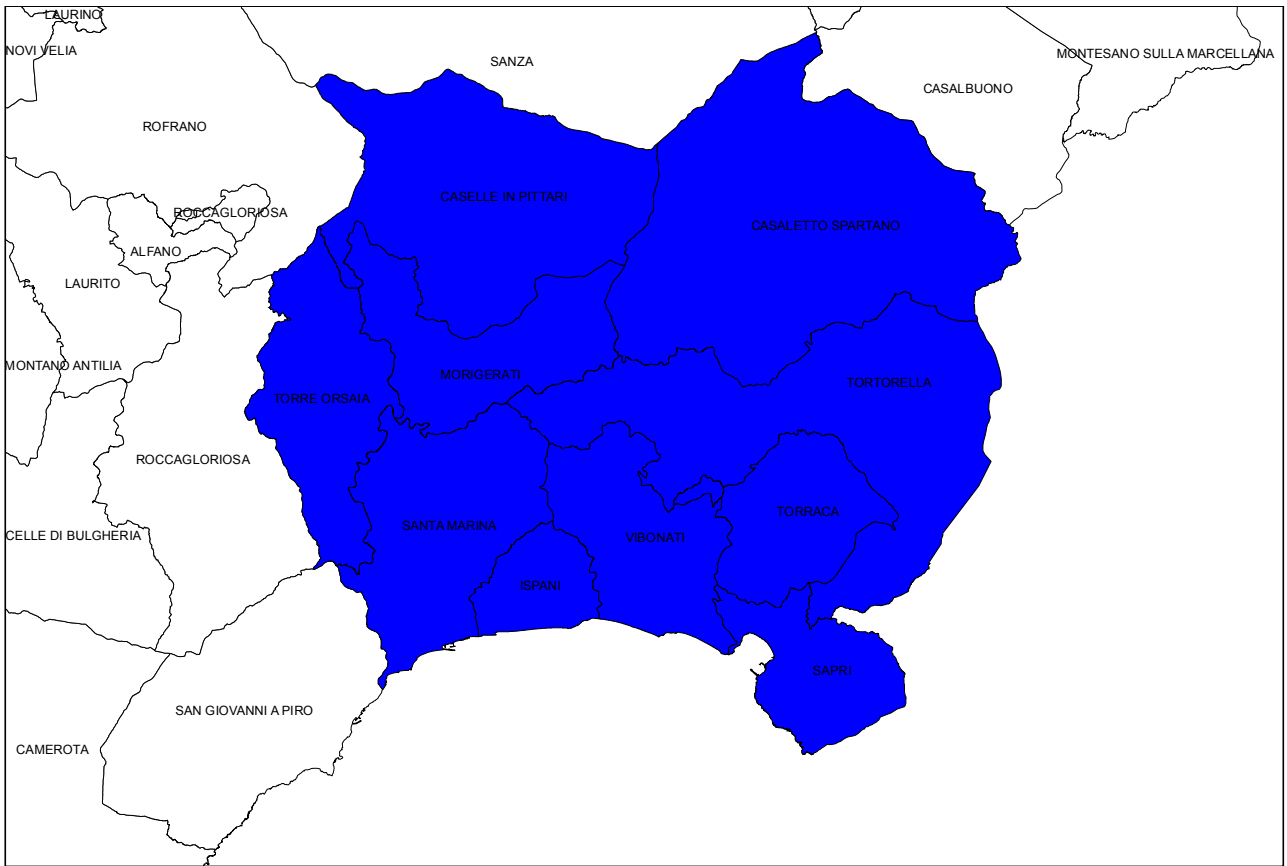 LAURINO
NOVI VELIA
SANZA
MONTESANO SULLA MARCELLANA
CASALBUONO
ROFRANO
CASELLE IN PITTARI
ROCCAGLORIOSA
CASALETTO SPARTANO
ALFANO
LAURITO
MONTANO ANTILIA
MORIGERATI
TORTORELLA
TORRE ORSAIA
ROCCAGLORIOSA
TORRACA
SANTA MARINA
CELLE DI BULGHERIA
VIBONATI
ISPANI
SAPRI
SAN GIOVANNI A PIRO
CAMEROTA